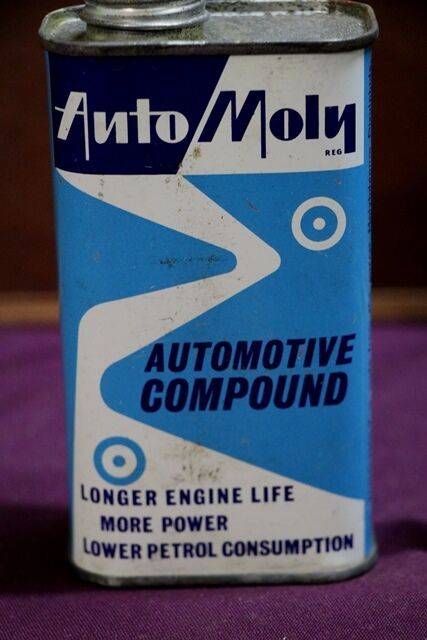 Auto Moly
REG
AUTOMOTIVE
COMPOUND
LONGER ENGINE LIFE
MORE POWER
LOWER PETROL CONSUMPTION